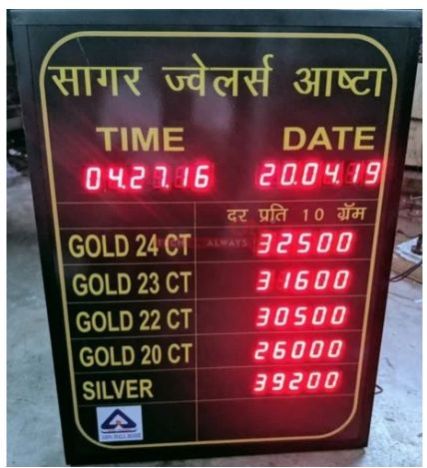 सागर ज्वेलर्स आष्टा
TIME DATE
04.27.16 20.04.19
दर प्रति 10 ग्रॅम
GOLD 24 CT 32500
ALWAYS
GOLD 23 CT 31600
GOLD 22 CT 30500
GOLD 20 CT 26000
SILVER 39200